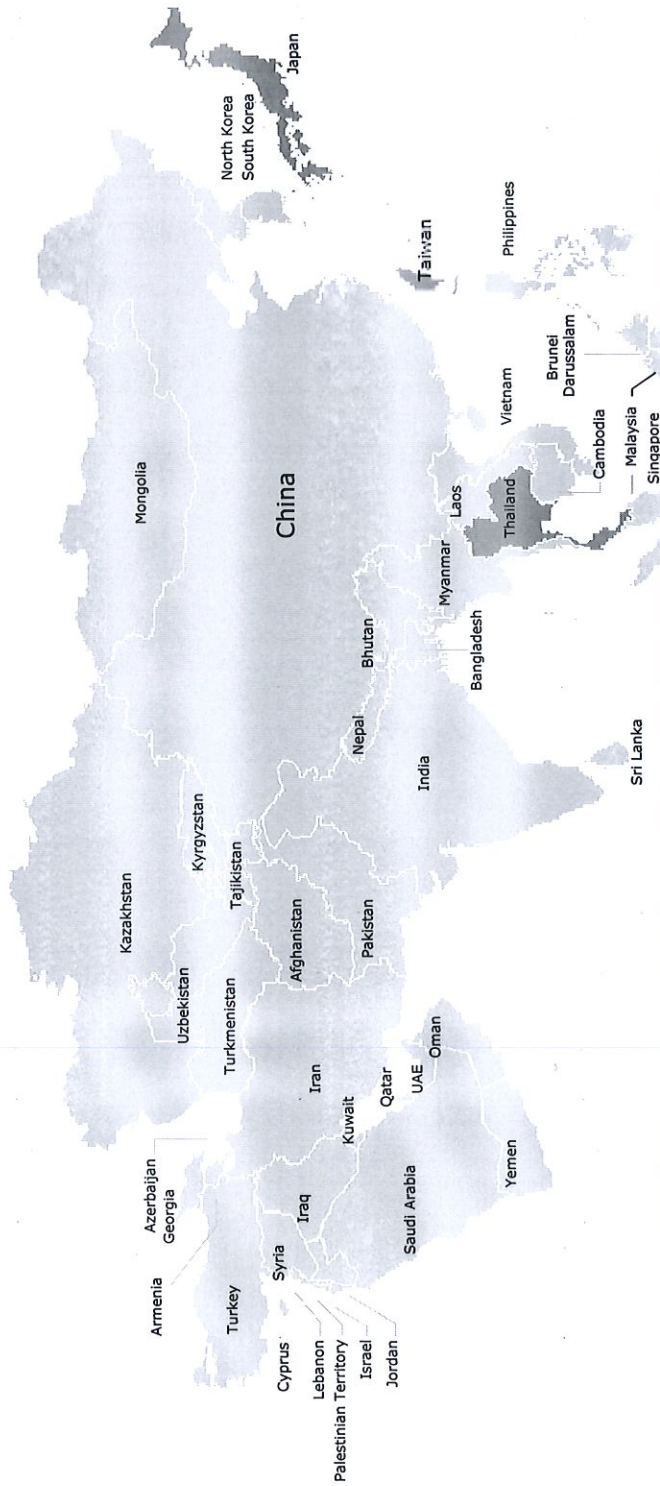 Kazakhstan
Mongolia
Uzbekistan
Kyrgyzstan
Tajikistan
Turkmenistan
Azerbaijan
Georgia
Armenia
Turkey
Cyprus
Lebanon
Palestinian Territory
Israel
Jordan
Syria
Iraq
Iran
Kuwait
Qatar
UAE
Oman
Saudi Arabia
Yemen
Afghanistan
Pakistan
India
Nepal
Bhutan
Bangladesh
Sri Lanka
China
North Korea
South Korea
Japan
Taiwan
Myanmar
Laos
Thailand
Vietnam
Cambodia
Philippines
Brunei
Darussalam
Malaysia
Singapore